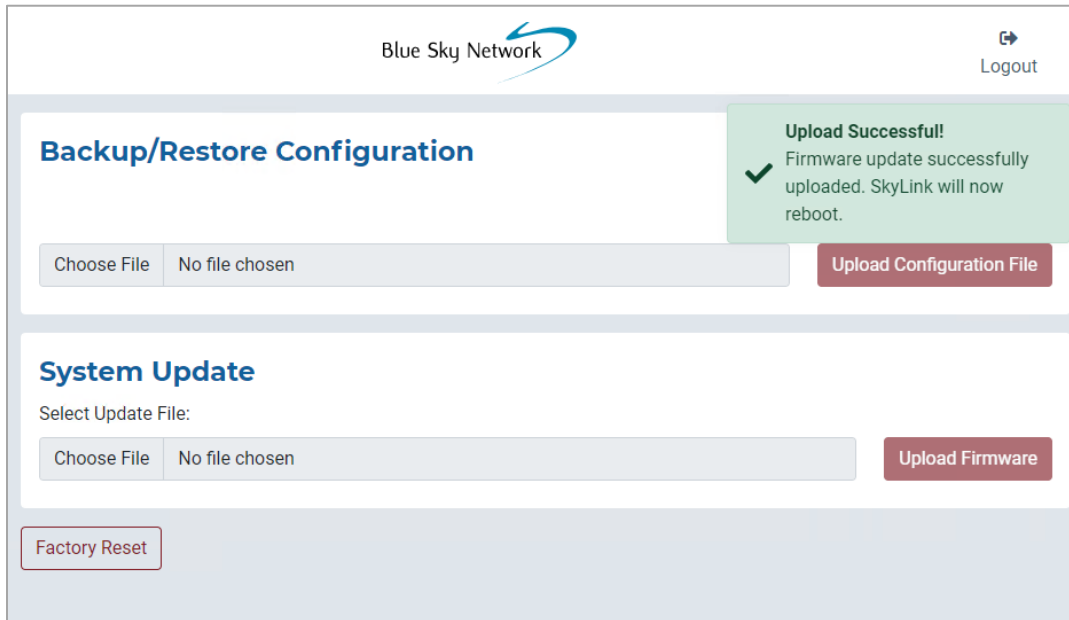 Blue Sky Network
Logout
Backup/Restore Configuration
Upload Successful!
Firmware update successfully
uploaded. SkyLink will now
reboot.
Choose File
No file chosen
Upload Configuration File
System Update
Select Update File:
Choose File
No file chosen
Upload Firmware
Factory Reset